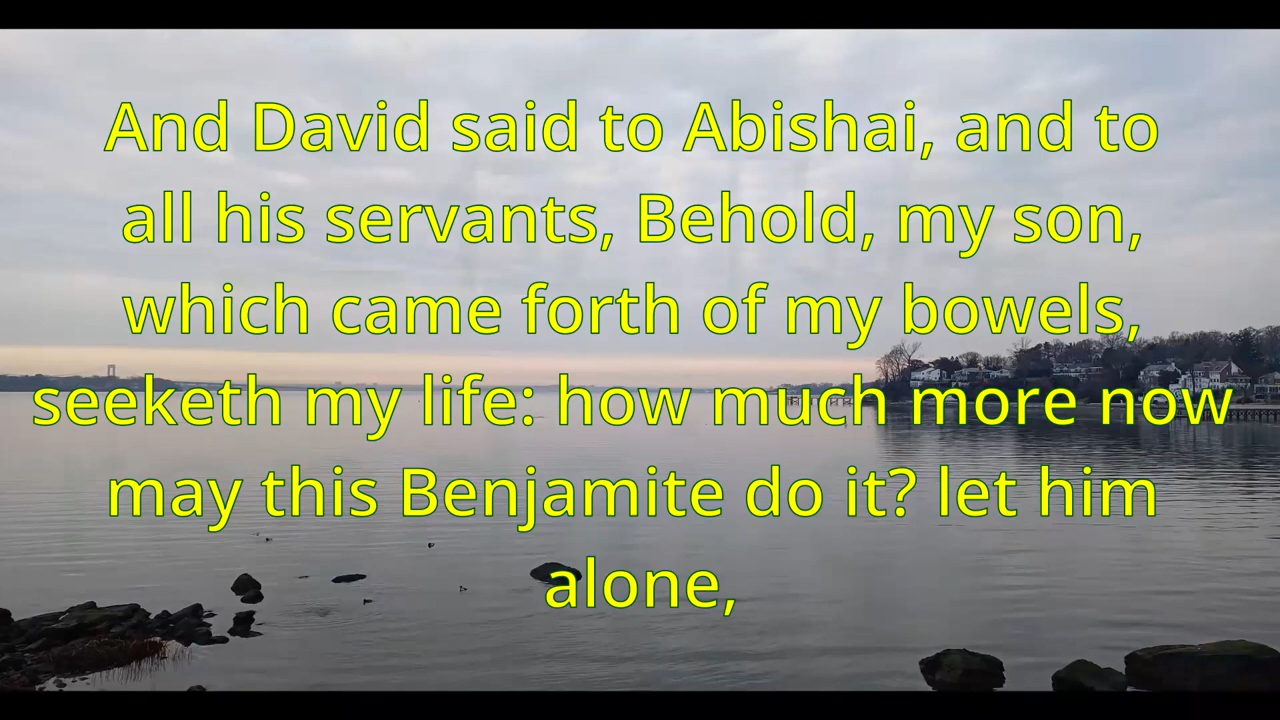 And David said to Abishai, and to
all his servants, Behold, my son,
which came forth of my bowels,
seeketh my life: how much more now
may this Benjamite do it? let him
alone,